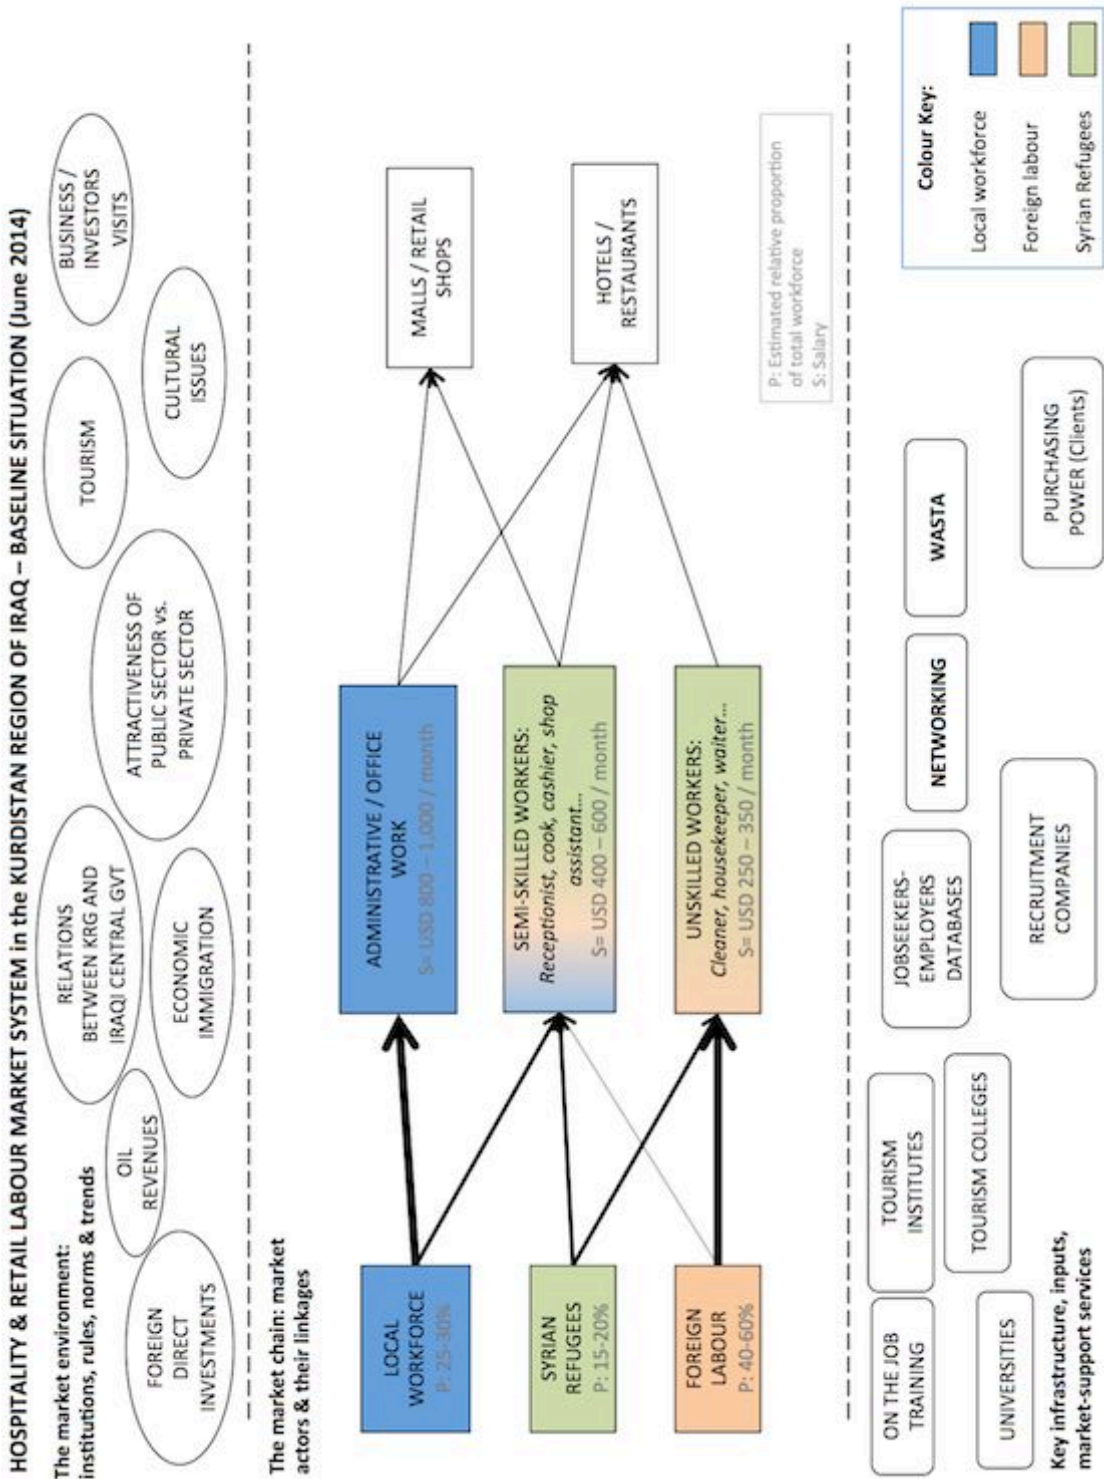 HOSPITALITY & RETAIL LABOUR MARKET SYSTEM in the KURDISTAN REGION OF IRAQ – BASELINE SITUATION (June 2014)
The market environment:
institutions, rules, norms & trends
FOREIGN
DIRECT
INVESTMENTS
OIL
REVENUES
RELATIONS
BETWEEN KRG AND
IRAQI CENTRAL GVT
ECONOMIC
IMMIGRATION
ATTRACTIVENESS OF
PUBLIC SECTOR vs.
PRIVATE SECTOR
TOURISM
CULTURAL
ISSUES
BUSINESS /
INVESTORS
VISITS
The market chain: market
actors & their linkages
LOCAL
WORKFORCE
P: 25-30%
SYRIAN
REFUGEES
P: 15-20%
FOREIGN
LABOUR
P: 40-60%
ADMINISTRATIVE / OFFICE
WORK
S= USD 800 – 1,000 / month
SEMI-SKILLED WORKERS:
Receptionist, cook, cashier, shop
assistant...
S= USD 400 – 600 / month
UNSKILLED WORKERS:
Cleaner, housekeeper, waiter...
S= USD 250 – 350 / month
MALLS / RETAIL
SHOPS
HOTELS /
RESTAURANTS
P: Estimated relative proportion
of total workforce
S: Salary
ON THE JOB
TRAINING
TOURISM
INSTITUTES
UNIVERSITIES
TOURISM COLLEGES
JOBSEEKERS-
EMPLOYERS
DATABASES
RECRUITMENT
COMPANIES
NETWORKING
WASTA
PURCHASING
POWER (Clients)
Key infrastructure, inputs,
market-support services
Colour Key:
Local workforce
Foreign labour
Syrian Refugees